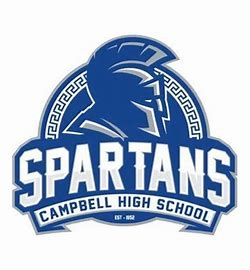 SPARTANS
CAMPBELL HIGH SCHOOL
EST - 1952